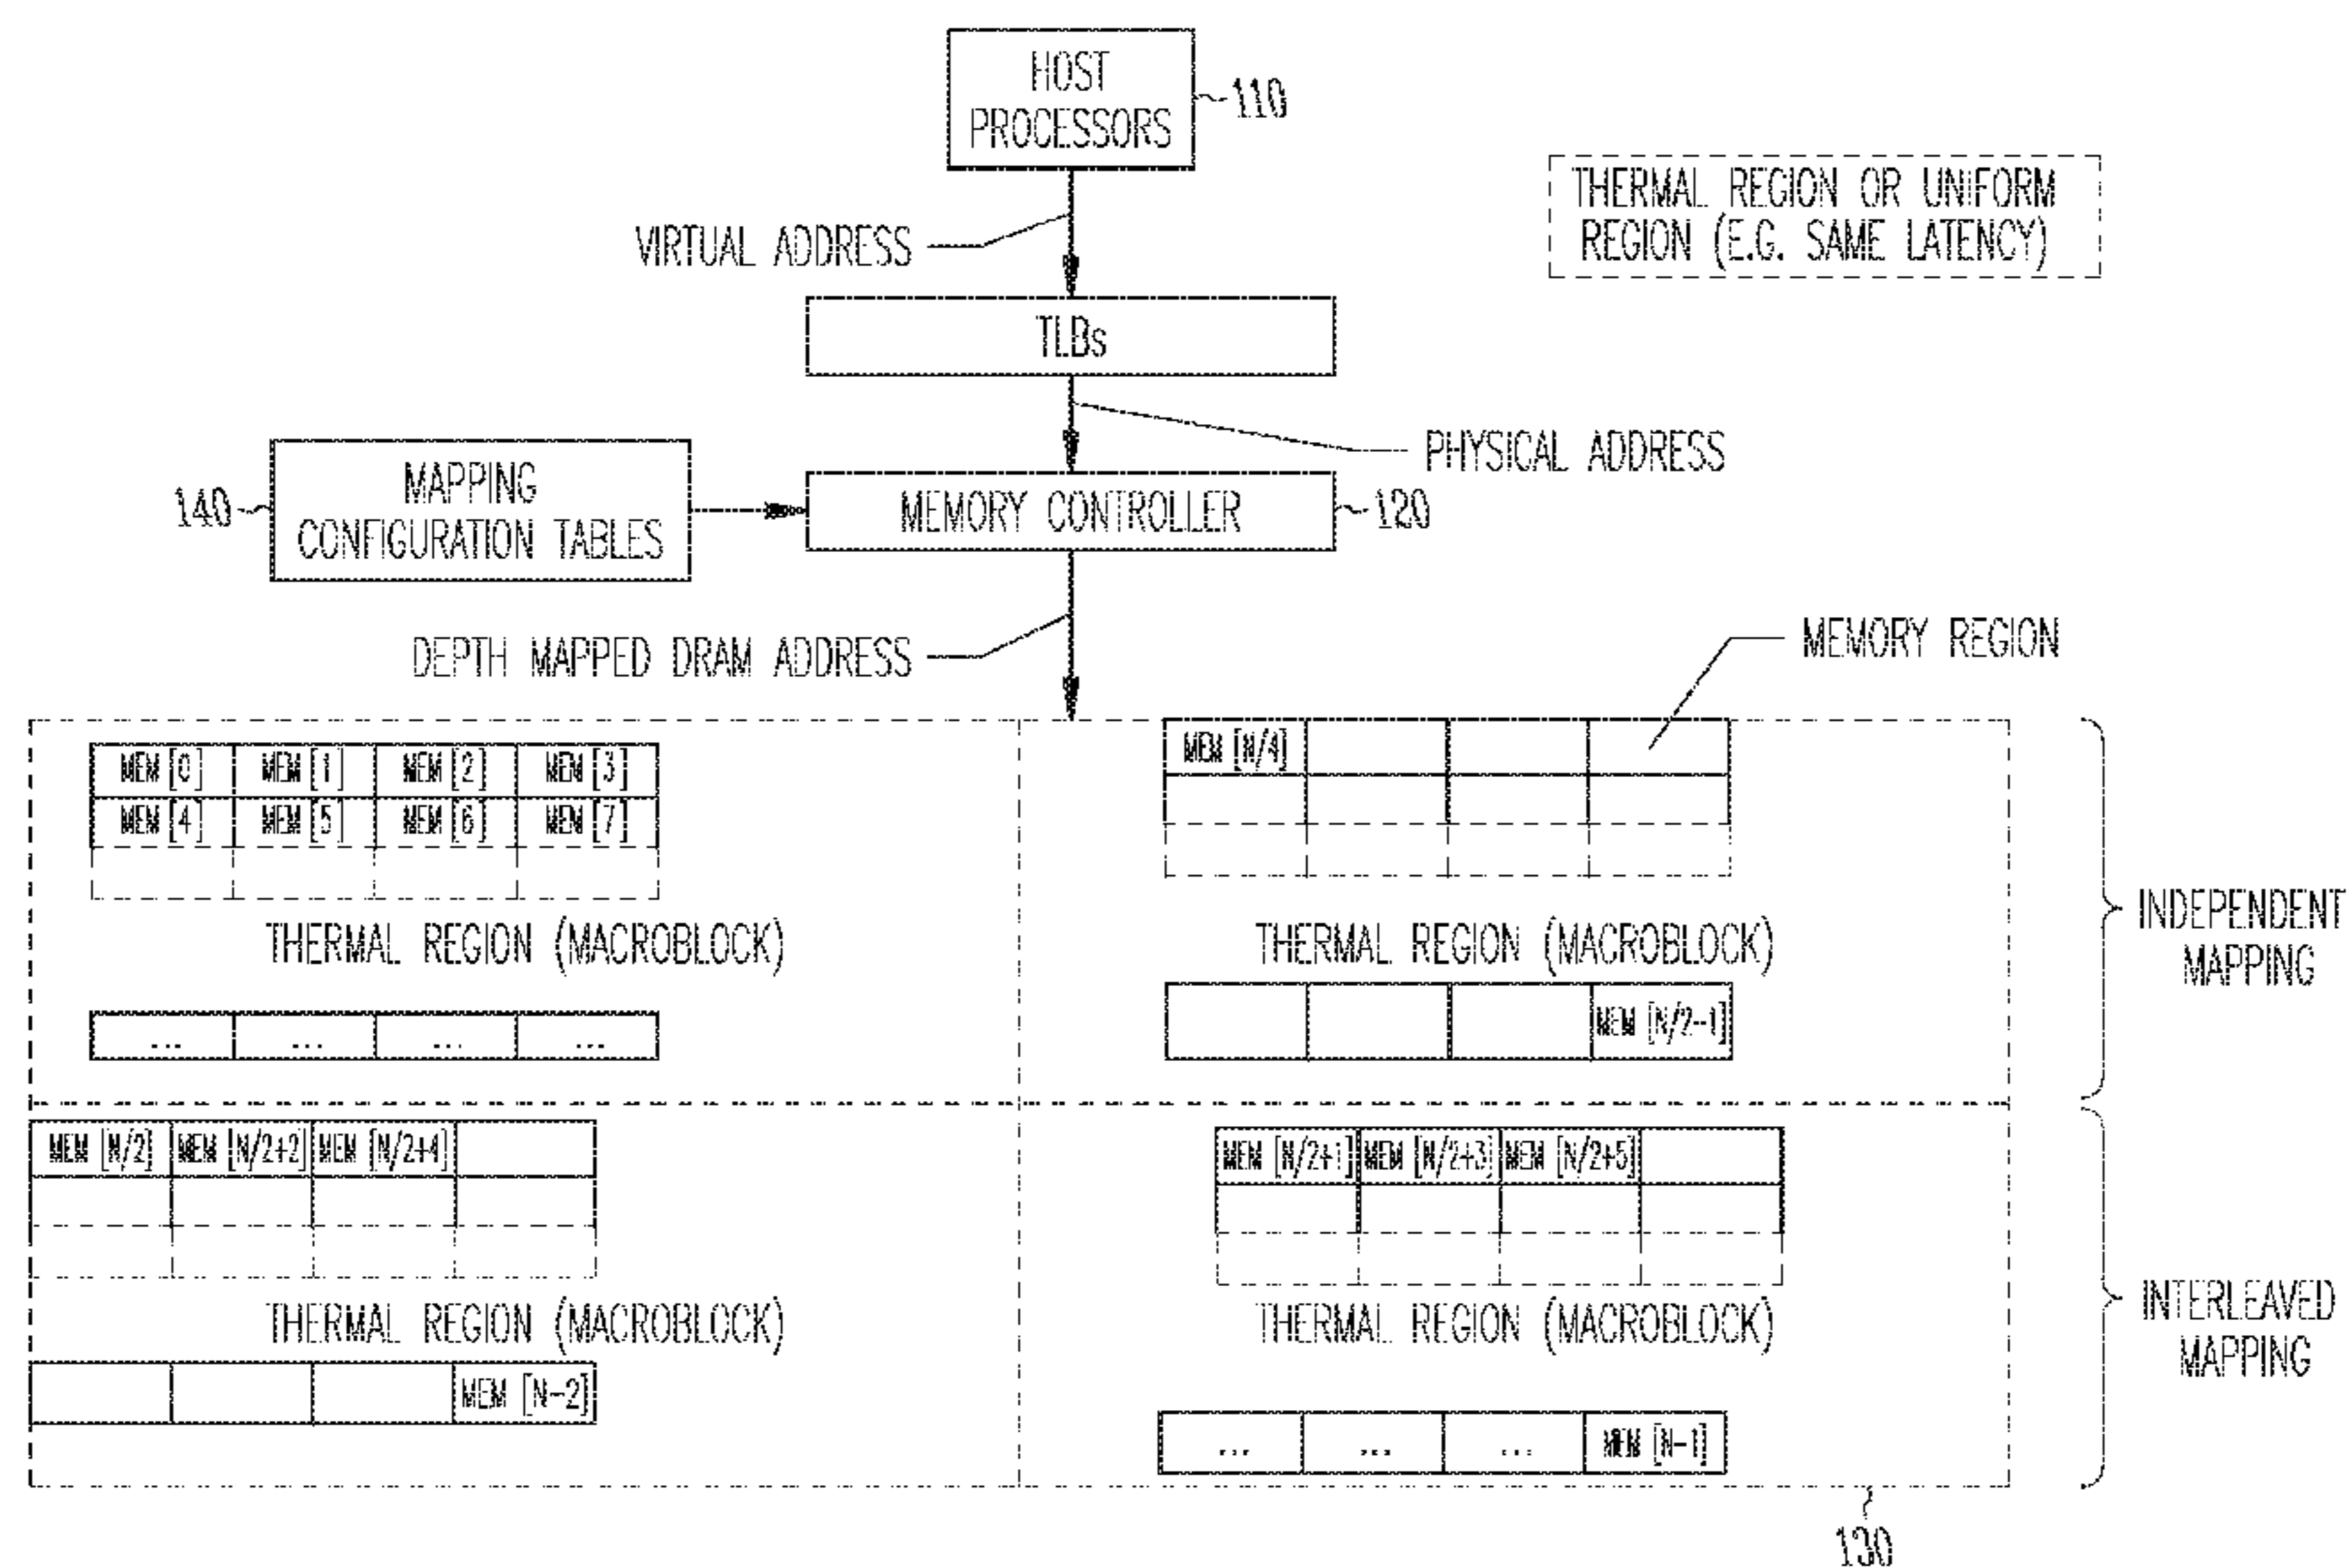 HOST
PROCESSORS
110
THERMAL REGION OR UNIFORM
REGION (E.G. SAME LATENCY)
VIRTUAL ADDRESS
TLBs
PHYSICAL ADDRESS
MAPPING
CONFIGURATION TABLES
140
MEMORY CONTROLLER
120
DEPTH MAPPED DRAM ADDRESS
MEMORY REGION
MEM [0] MEM [1] MEM [2] MEM [3]
MEM [4] MEM [5] MEM [6] MEM [7]
THERMAL REGION (MACROBLOCK)
... ... ... ...
MEM [N/4]
THERMAL REGION (MACROBLOCK)
MEM [N/2-1]
INDEPENDENT
MAPPING
MEM [N/2] MEM [N/2+2] MEM [N/2+4]
THERMAL REGION (MACROBLOCK)
MEM [N-2]
MEM [N/2+1] MEM [N/2+3] MEM [N/2+5]
THERMAL REGION (MACROBLOCK)
... ... ... MEM [N-1]
INTERLEAVED
MAPPING
130